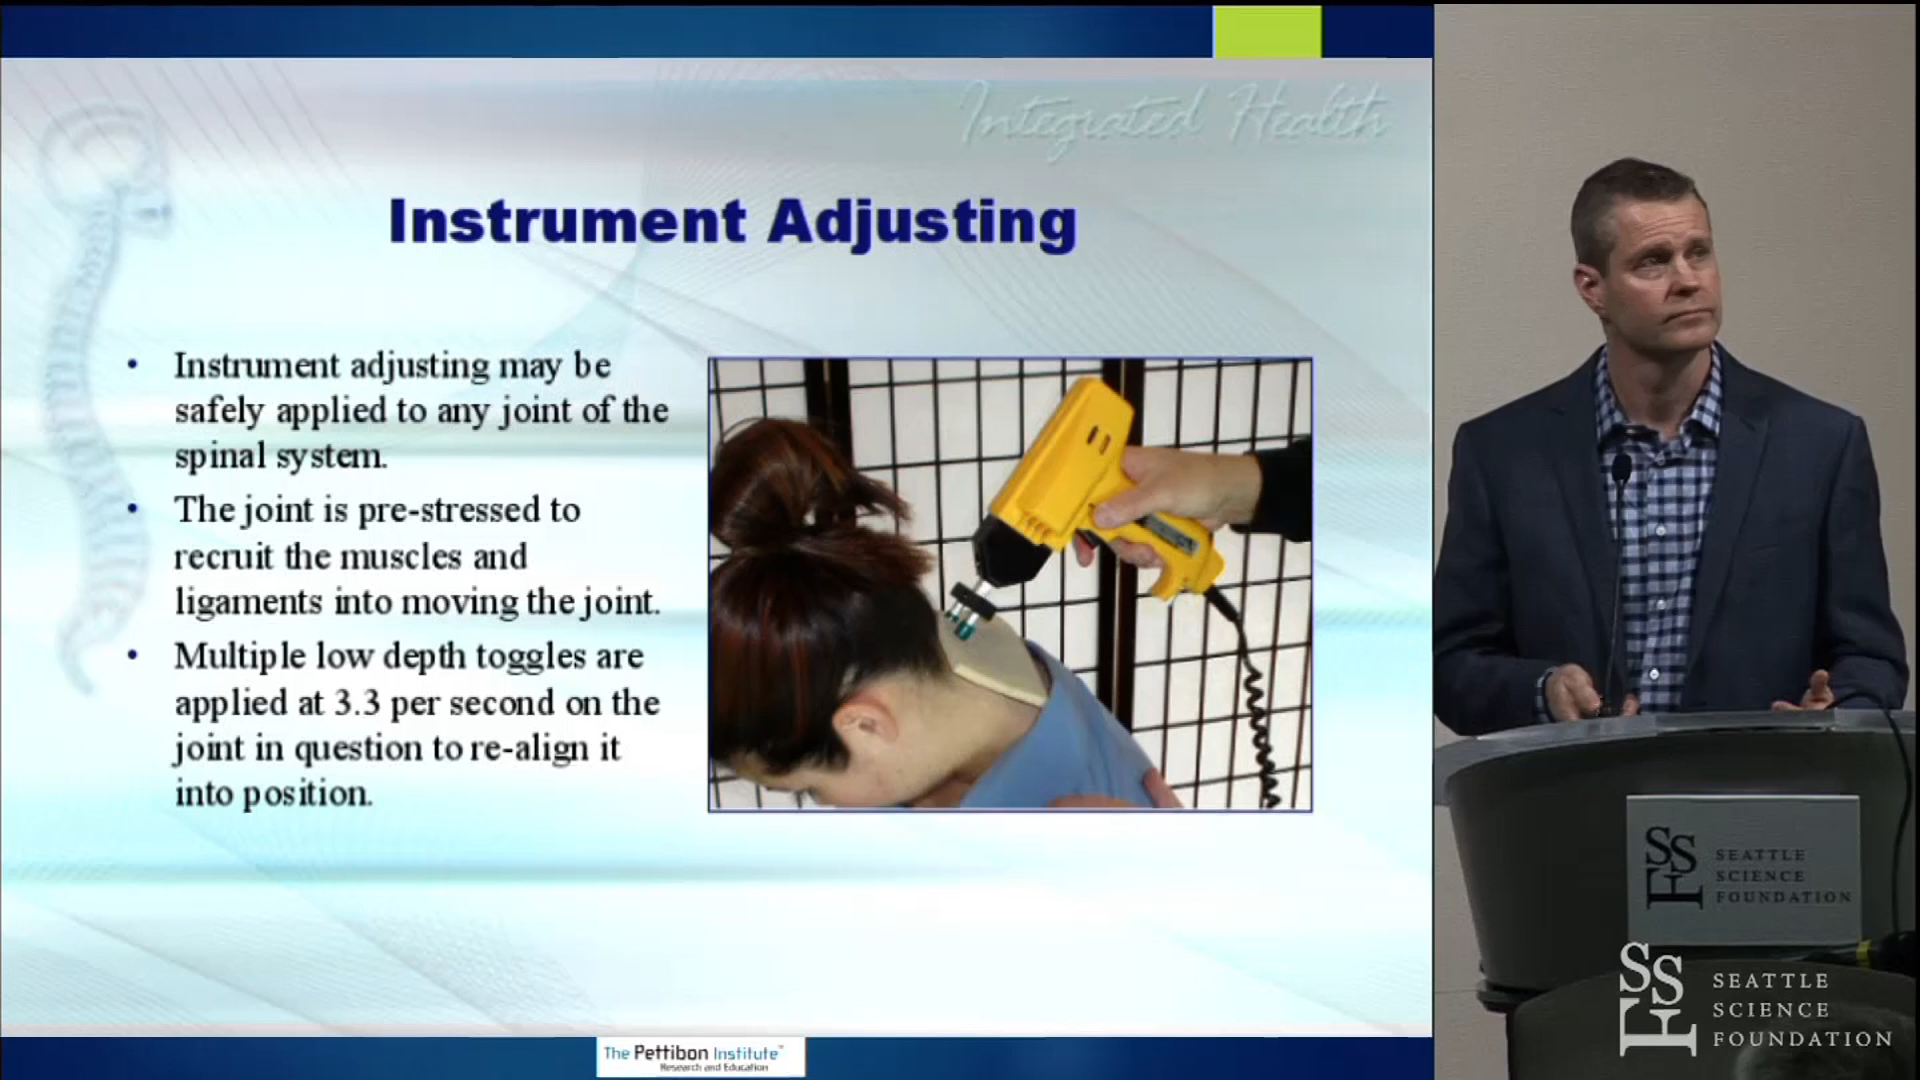 Integrated Health
Instrument Adjusting
• Instrument adjusting may be
safely applied to any joint of the
spinal system.
• The joint is pre-stressed to
recruit the muscles and
ligaments into moving the joint.
• Multiple low depth toggles are
applied at 3.3 per second on the
joint in question to re-align it
into position.
The Pettibon Institute™
Research and Education
SSF
SEATTLE
SCIENCE
FOUNDATION
SSF
SEATTLE
SCIENCE
FOUNDATION